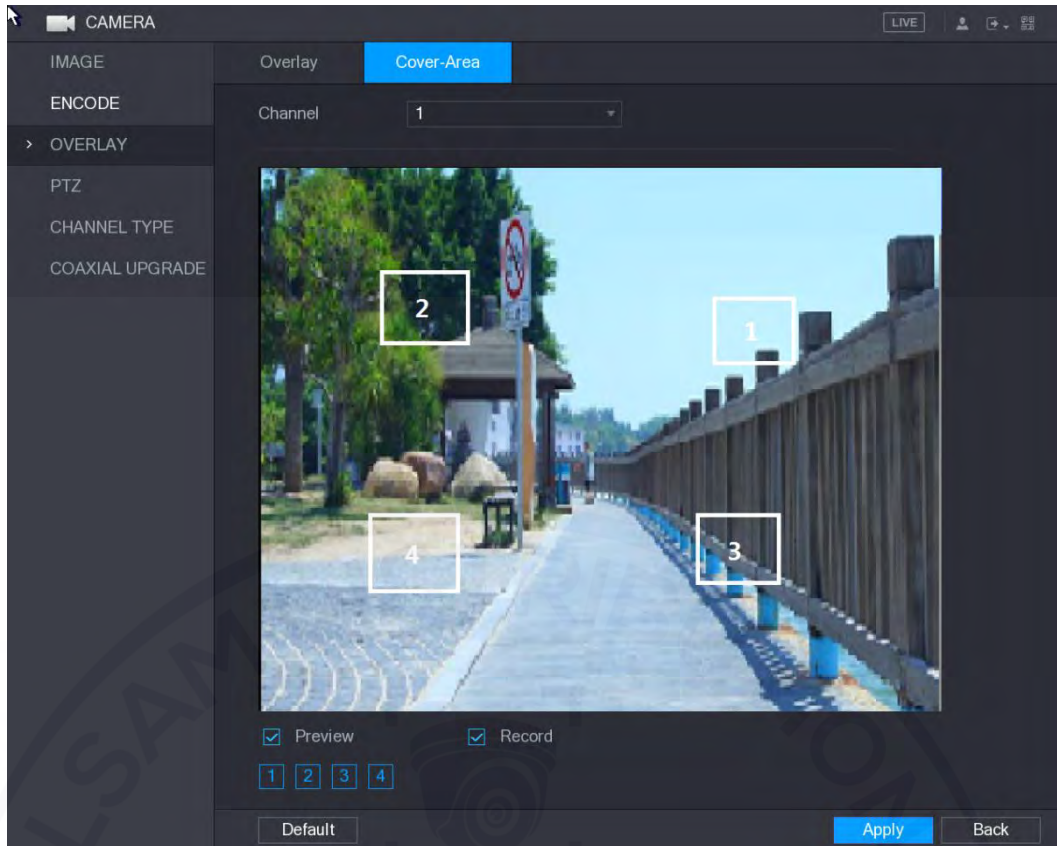 CAMERA
LIVE
IMAGE
ENCODE
OVERLAY
PTZ
CHANNEL TYPE
COAXIAL UPGRADE
Overlay Cover-Area
Channel 1
2
1
4
3
Preview Record
1 2 3 4
Default Apply Back